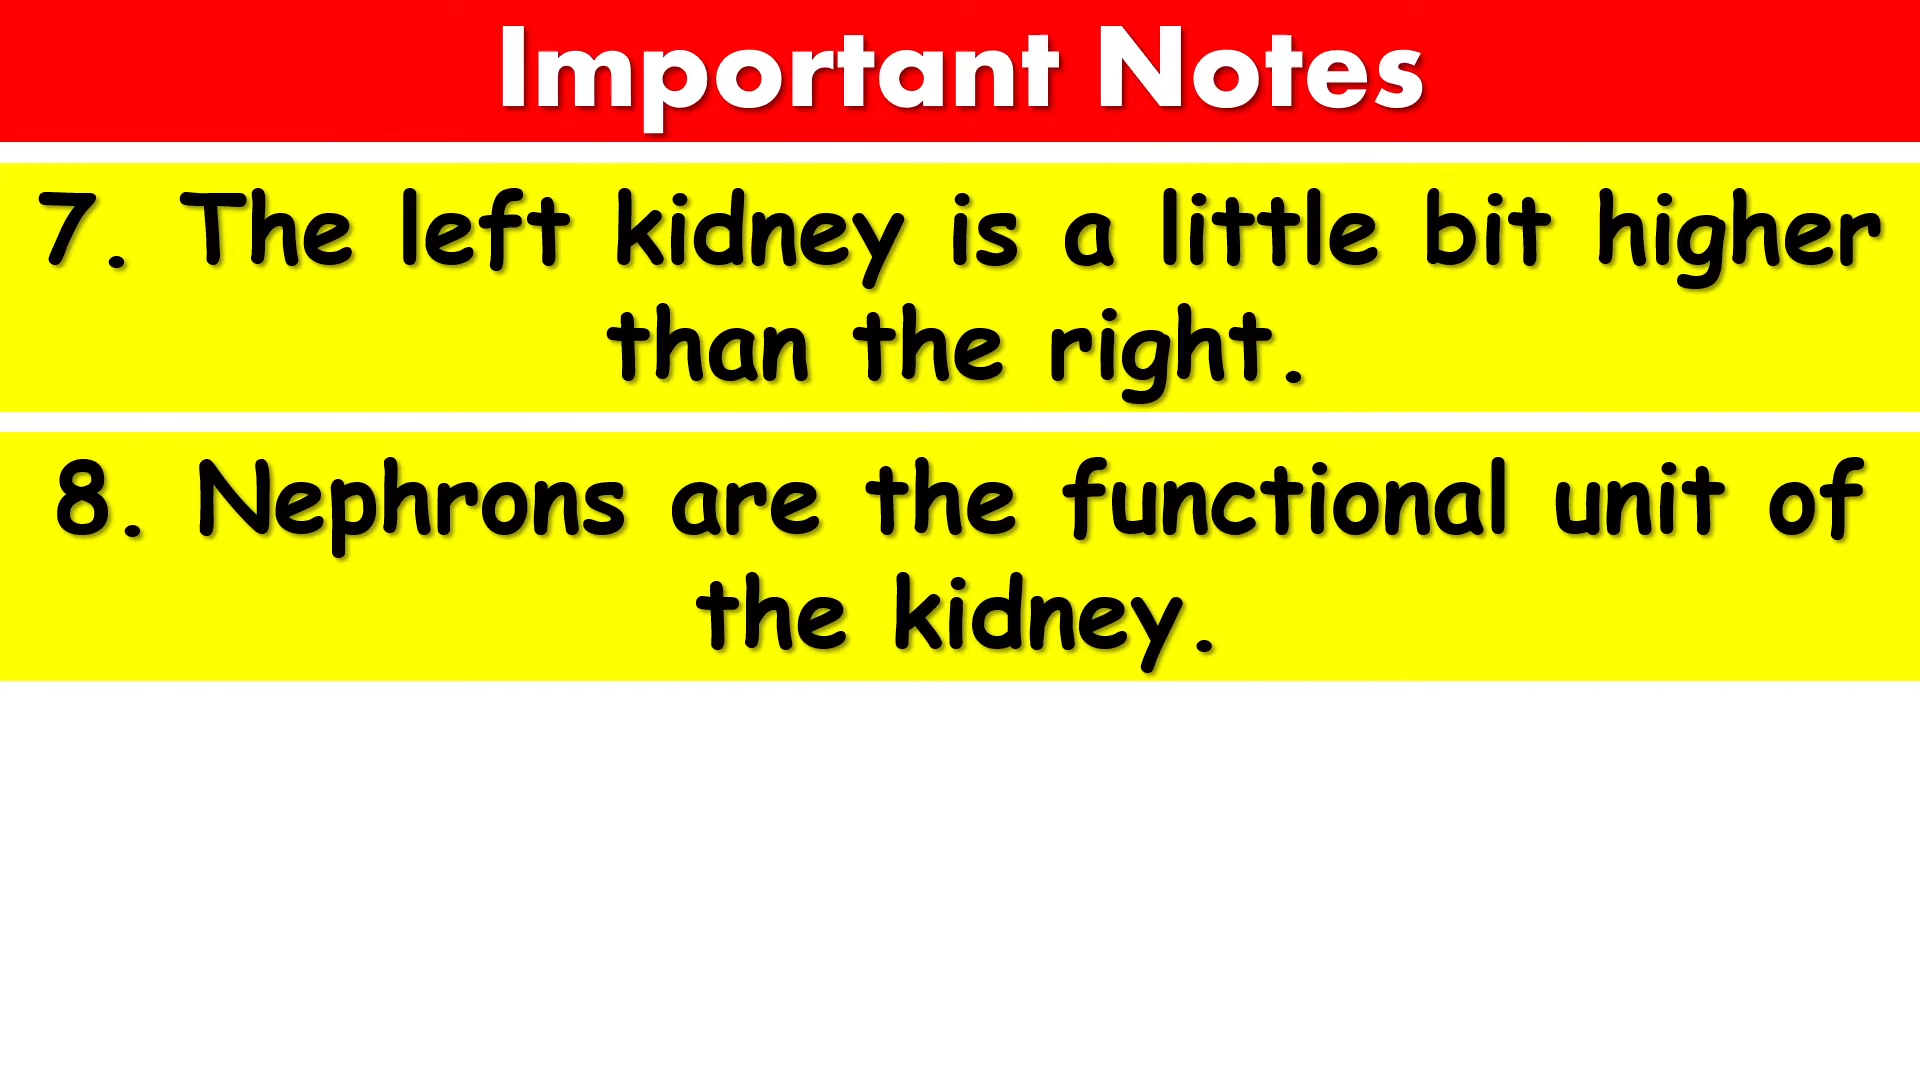 Important Notes
7. The left kidney is a little bit higher
than the right.
8. Nephrons are the functional unit of
the kidney.